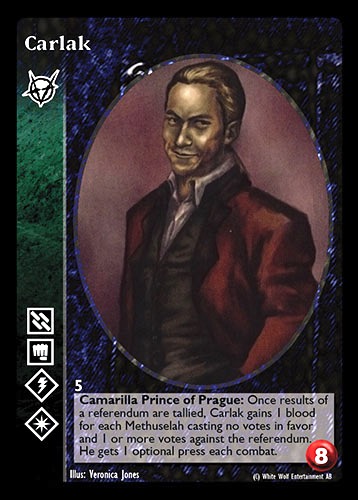 Carlak
5
Camarilla Prince of Prague: Once results of
a referendum are tallied, Carlak gains 1 blood
for each Methuselah casting no votes in favor
and 1 or more votes against the referendum.
He gets 1 optional press each combat.
8
Illus: Veronica Jones
(C) White Wolf Entertainment AB